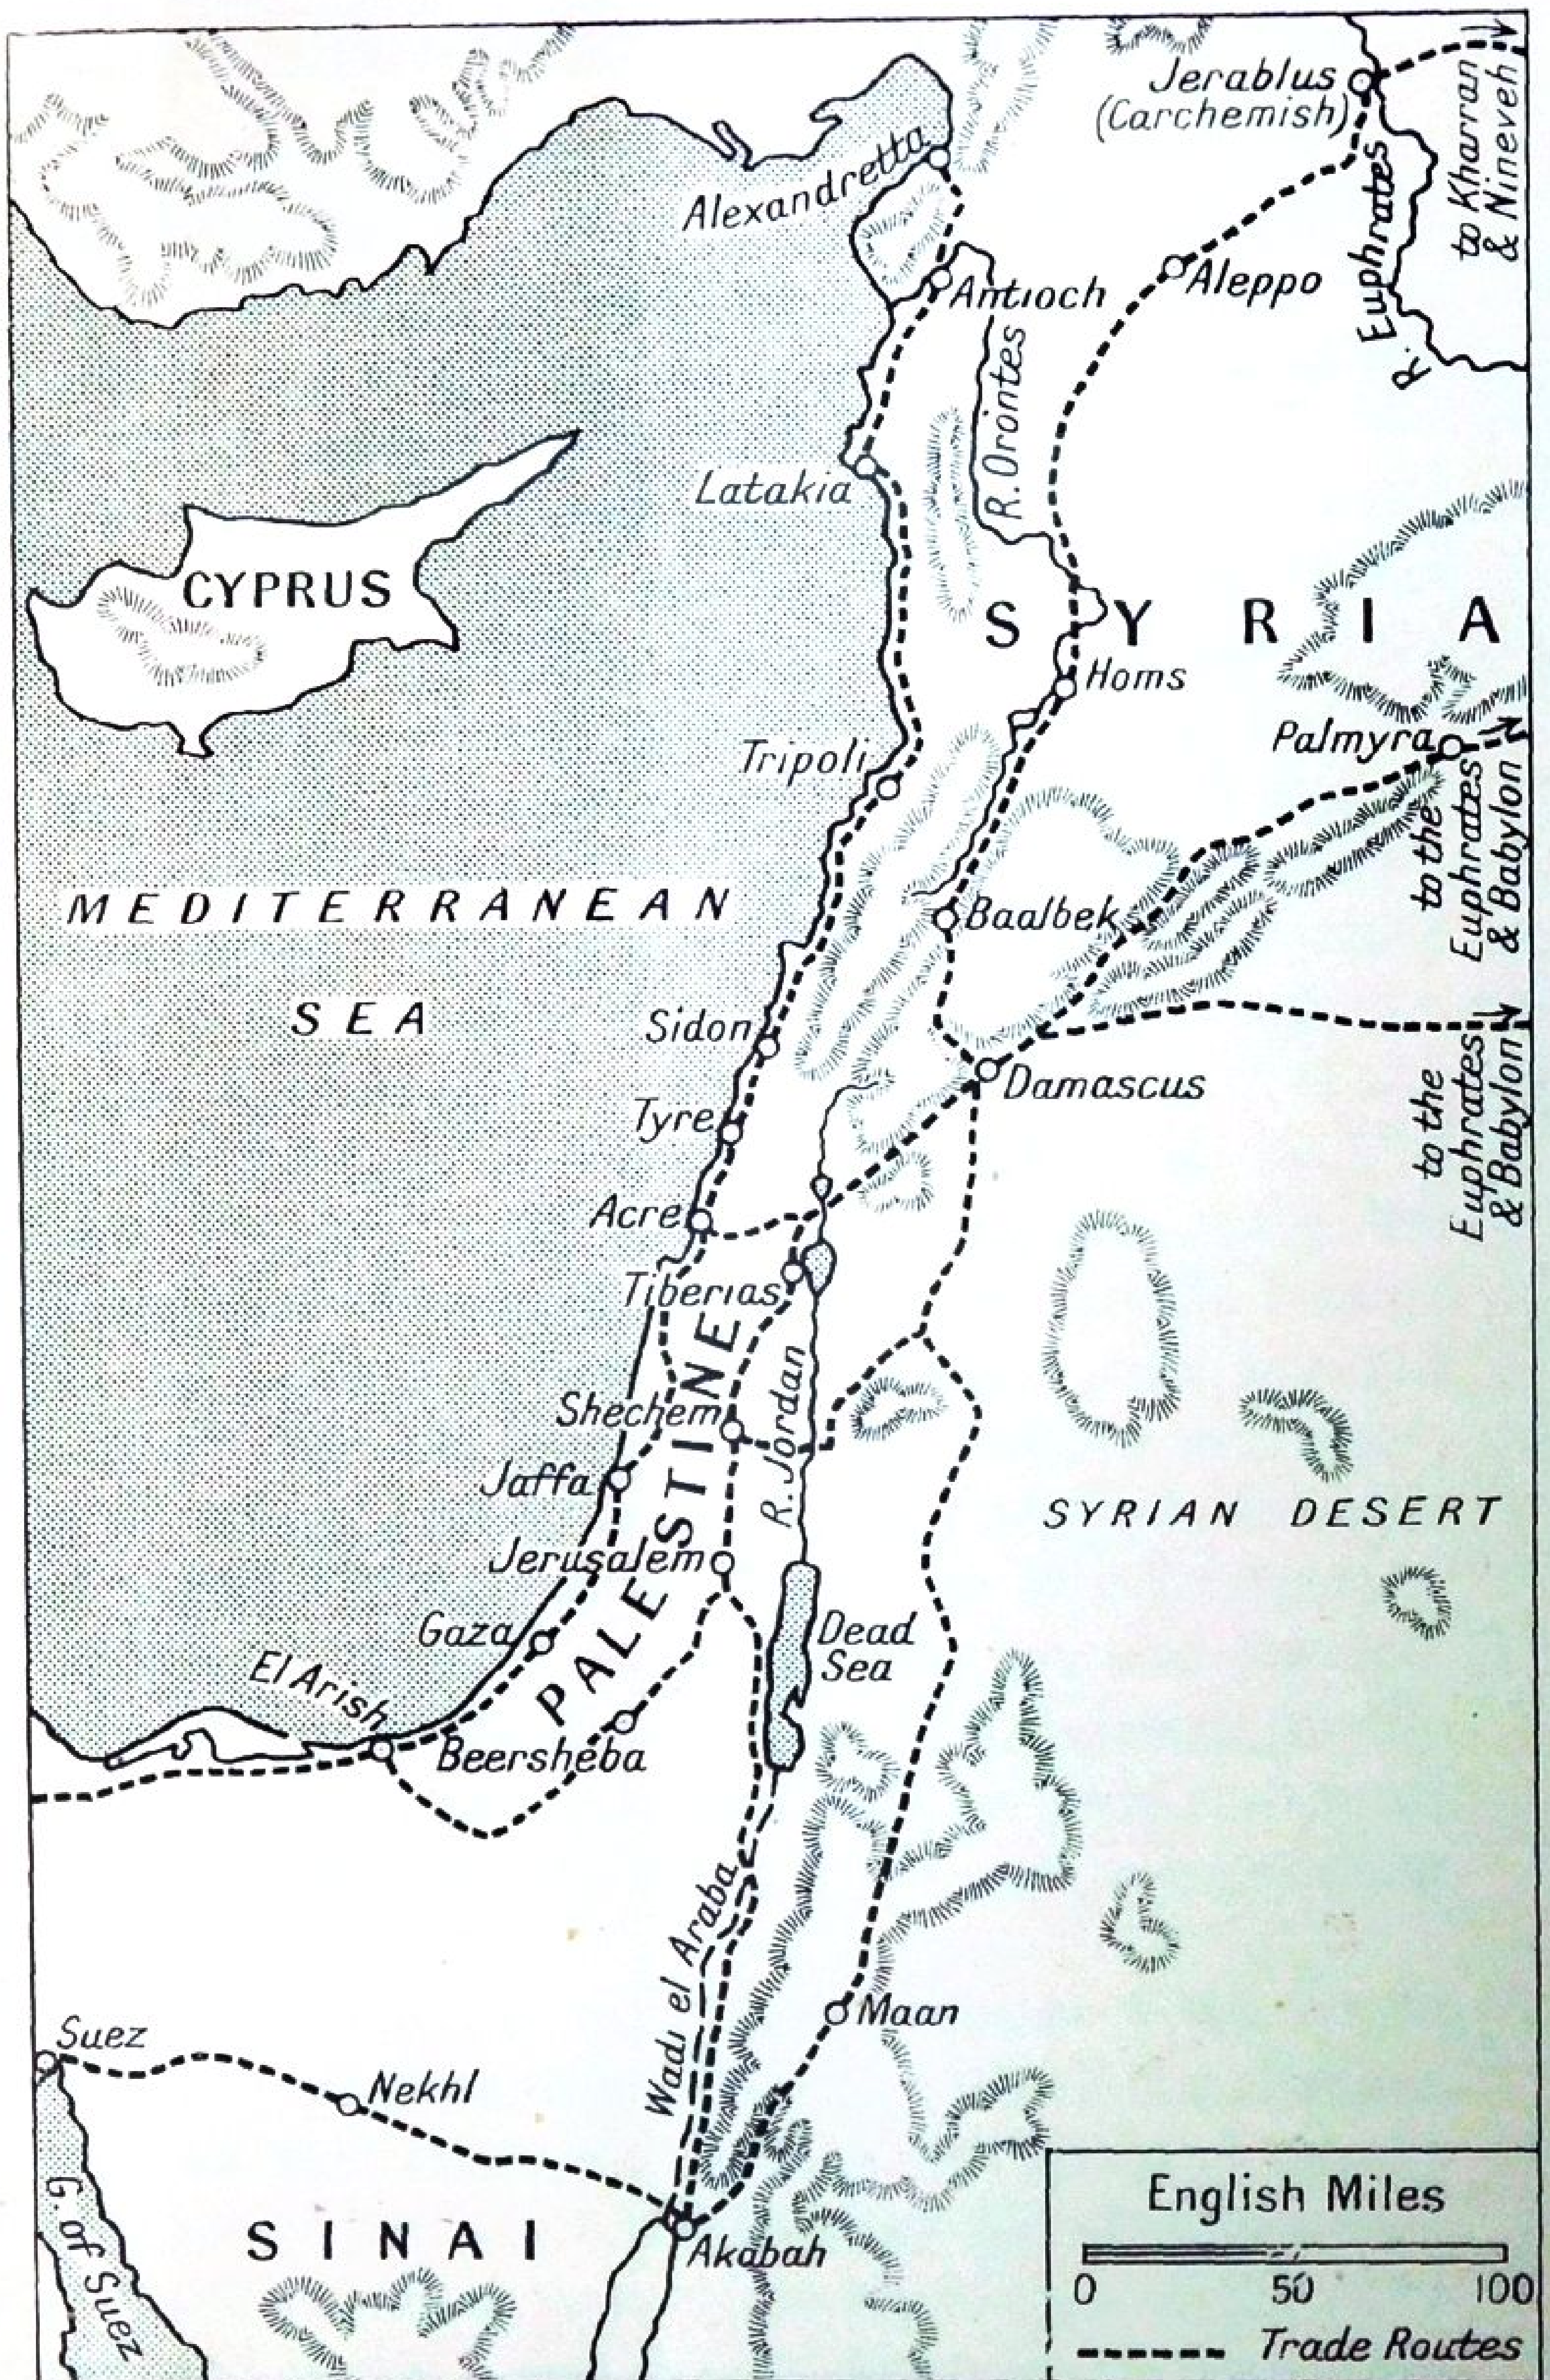 Jerablus
(Carchemish)
to Kharran
& Nineveh
Alexandretta
R. Euphrates
Antioch
Aleppo
R. Orontes
Latakia
CYPRUS
SYRIA
Homs
Palmyra
Tripoli
to the
Euphrates
& Babylon
MEDITERRANEAN
SEA
Baalbek
Sidon
Damascus
Tyre
to the
Euphrates
& Babylon
Acre
Tiberias
PALESTINE
R. Jordan
Shechem
Jaffa
SYRIAN DESERT
Jerusalem
Gaza
Dead
Sea
El Arish
Beersheba
Wadi el Araba
Maan
Suez
Nekhl
G. of Suez
SINAI
Akabah
English Miles
0 50 100
Trade Routes